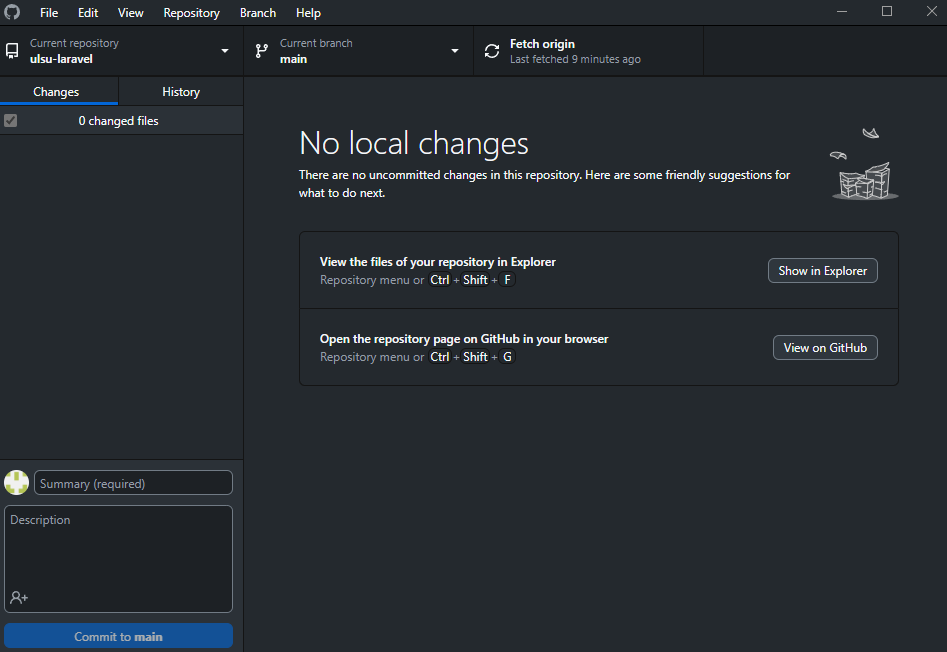 File Edit View Repository Branch Help
Current repository
ulsu-laravel
Current branch
main
Fetch origin
Last fetched 9 minutes ago
Changes
History
0 changed files
No local changes
There are no uncommitted changes in this repository. Here are some friendly suggestions for
what to do next.
View the files of your repository in Explorer
Repository menu or Ctrl + Shift + F
Show in Explorer
Open the repository page on GitHub in your browser
Repository menu or Ctrl + Shift + G
View on GitHub
Summary (required)
Description
Commit to main